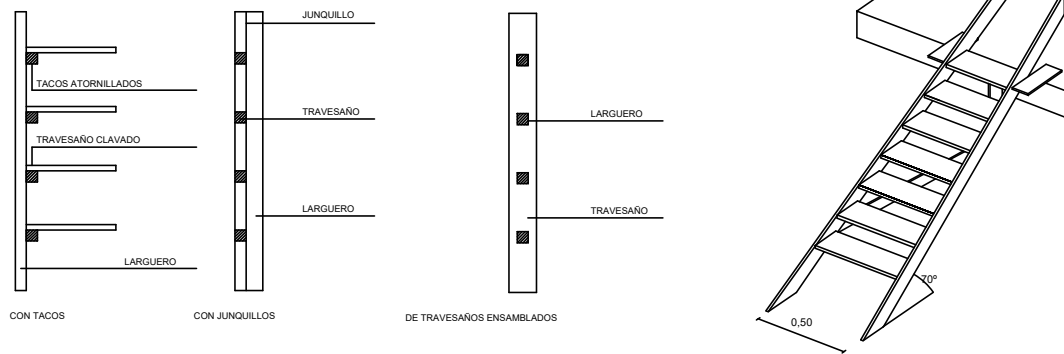 TACOS ATORNILLADOS
TRAVESAÑO CLAVADO
LARGUERO
CON TACOS
JUNQUILLO
TRAVESAÑO
LARGUERO
CON JUNQUILLOS
LARGUERO
TRAVESAÑO
DE TRAVESAÑOS ENSAMBLADOS
70º
0,50